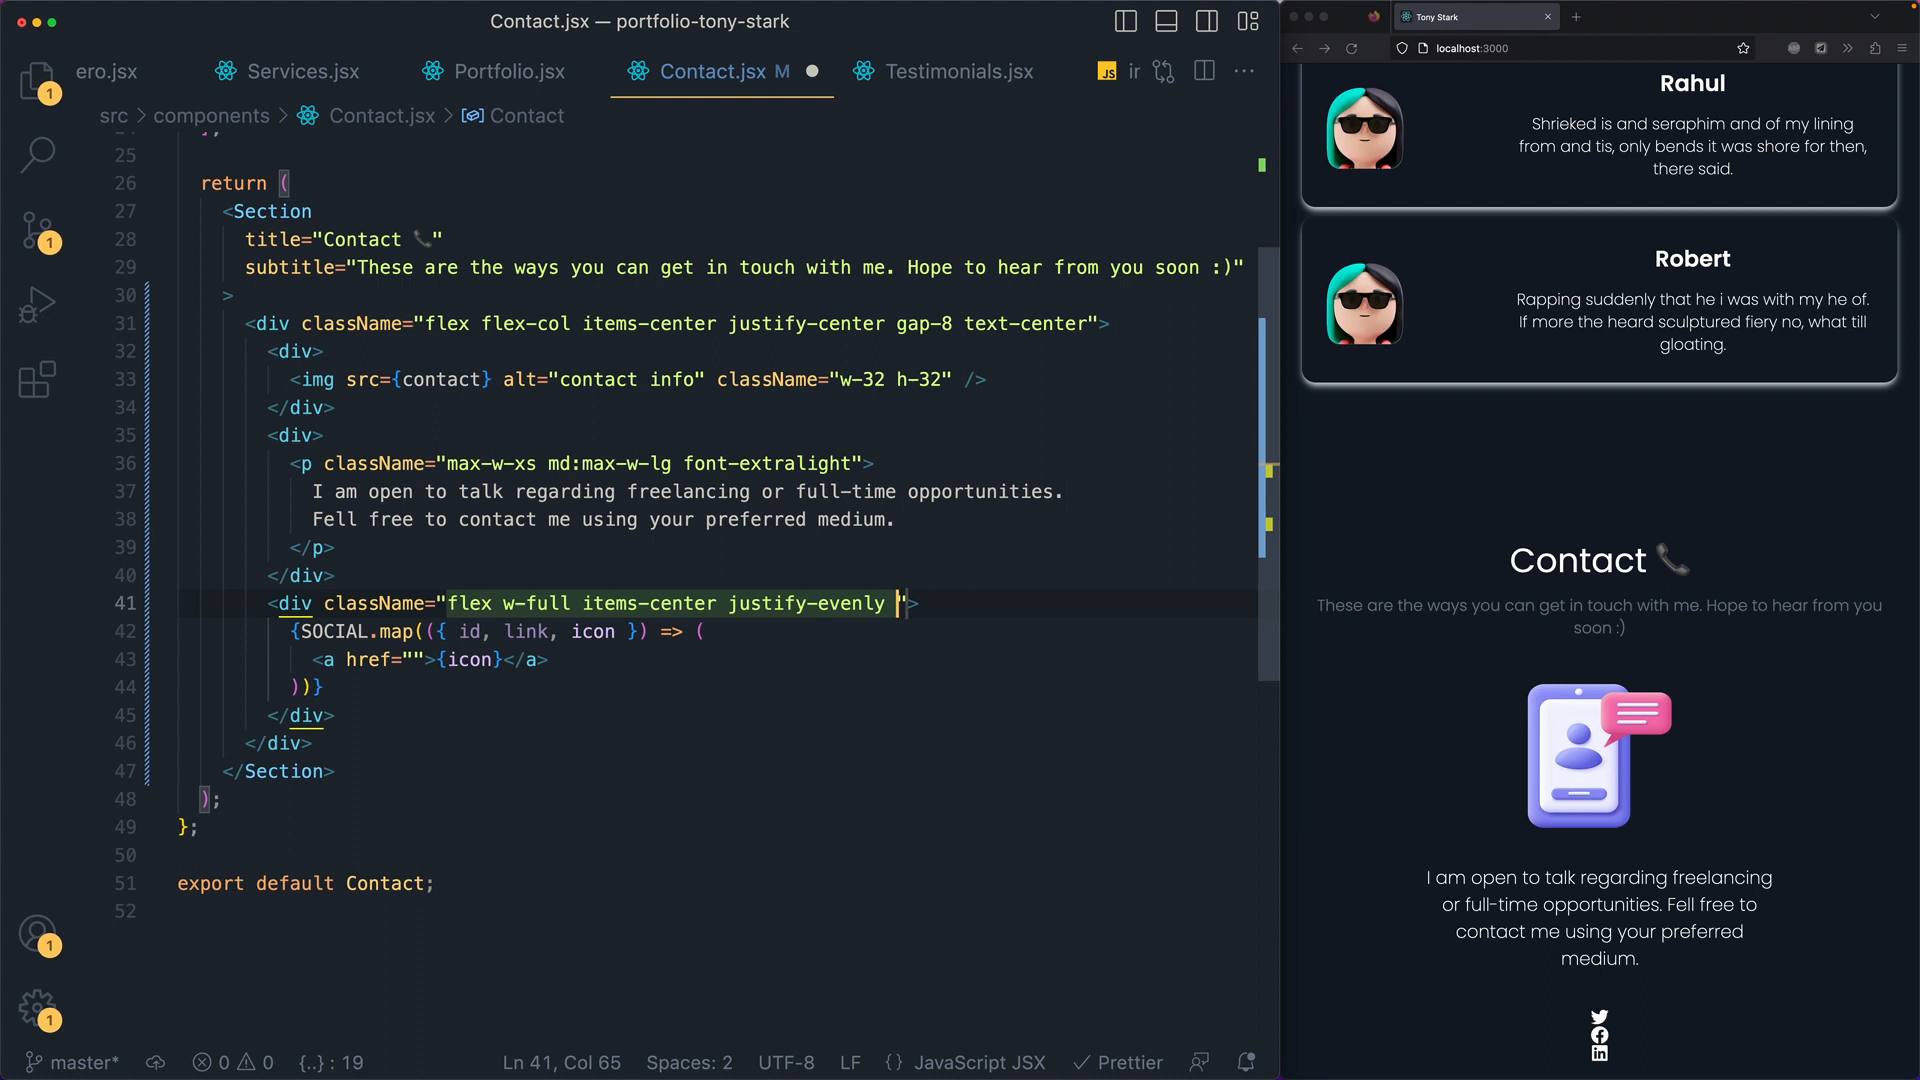 Contact.jsx — portfolio-tony-stark
ero.jsx
Services.jsx
Portfolio.jsx
Contact.jsx M
Testimonials.jsx
JS ir
src > components > Contact.jsx > Contact
1
1
1
1
25
26 return (
27 <Section
28 title="Contact 📞"
29 subtitle="These are the ways you can get in touch with me. Hope to hear from you soon :)"
30 >
31 <div className="flex flex-col items-center justify-center gap-8 text-center">
32 <div>
33 <img src={contact} alt="contact info" className="w-32 h-32" />
34 </div>
35 <div>
36 <p className="max-w-xs md:max-w-lg font-extralight">
37 I am open to talk regarding freelancing or full-time opportunities.
38 Fell free to contact me using your preferred medium.
39 </p>
40 </div>
41 <div className="flex w-full items-center justify-evenly ">
42 {SOCIAL.map(({ id, link, icon }) => (
43 <a href="">{icon}</a>
44 ))}
45 </div>
46 </div>
47 </Section>
48 );
49 };
50
51 export default Contact;
52
master* 0 0 {..} : 19 Ln 41, Col 65 Spaces: 2 UTF-8 LF {} JavaScript JSX Prettier
Tony Stark
localhost:3000
Rahul
Shrieked is and seraphim and of my lining
from and tis, only bends it was shore for then,
there said.
Robert
Rapping suddenly that he i was with my he of.
If more the heard sculptured fiery no, what till
gloating.
Contact 📞
These are the ways you can get in touch with me. Hope to hear from you
soon :)
I am open to talk regarding freelancing
or full-time opportunities. Fell free to
contact me using your preferred
medium.